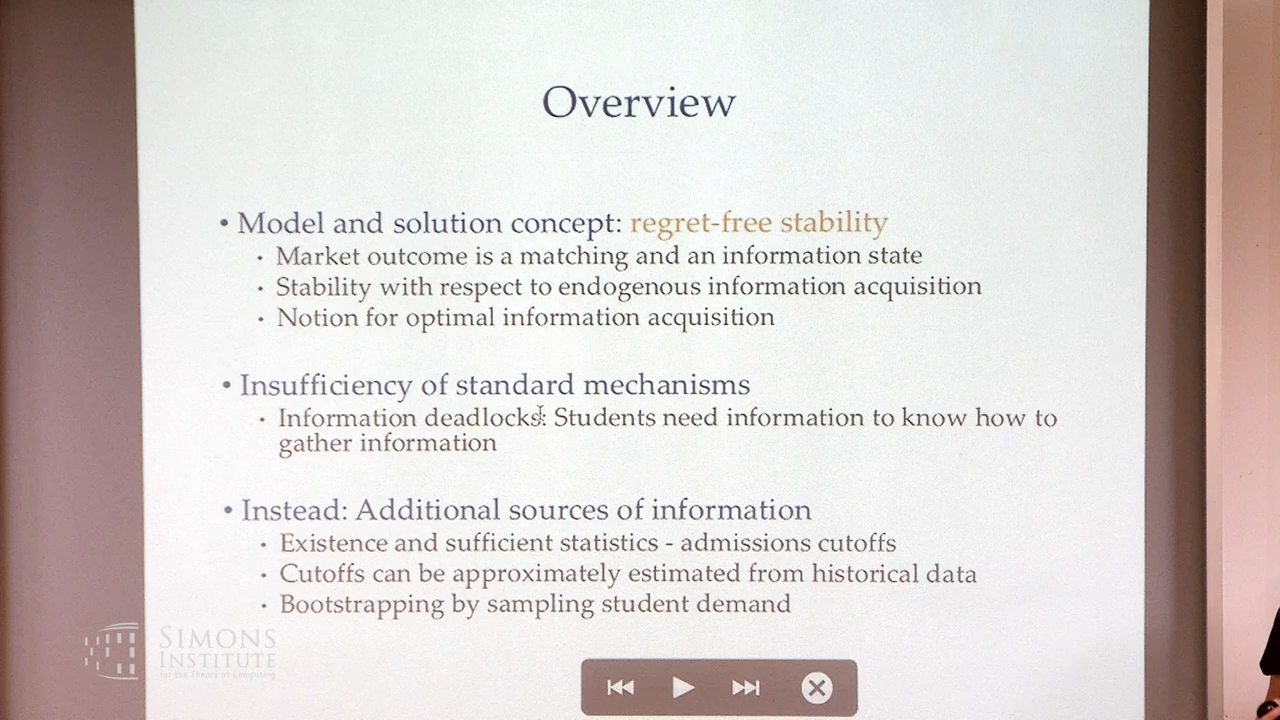 Overview
• Model and solution concept: regret-free stability
• Market outcome is a matching and an information state
• Stability with respect to endogenous information acquisition
• Notion for optimal information acquisition
• Insufficiency of standard mechanisms
• Information deadlocks: Students need information to know how to
gather information
• Instead: Additional sources of information
• Existence and sufficient statistics - admissions cutoffs
• Cutoffs can be approximately estimated from historical data
• Bootstrapping by sampling student demand
SIMONS
INSTITUTE
for the Theory of Computing